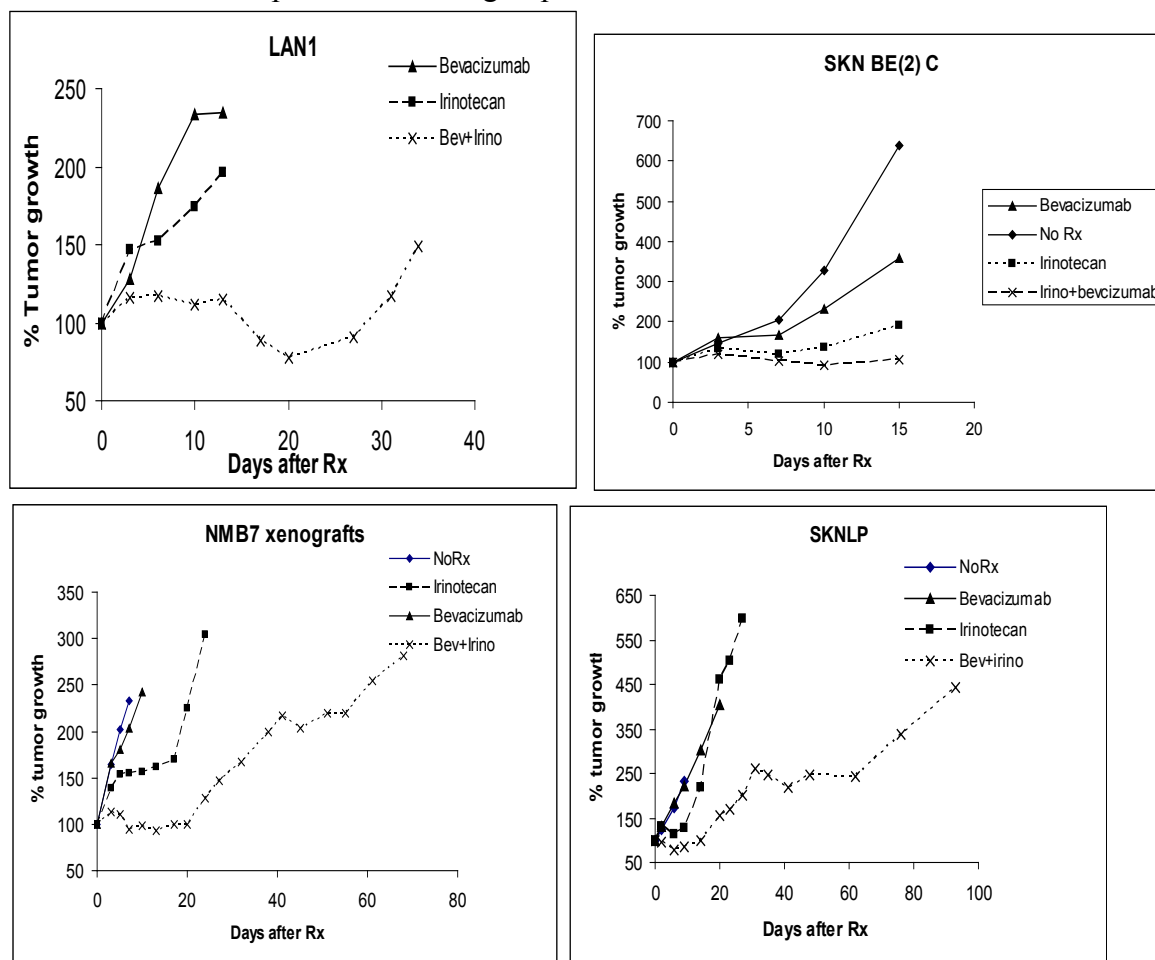 LAN1
Bevacizumab
Irinotecan
Bev+Irino
% Tumor growth
250
200
150
100
50
0 10 20 30 40
Days after Rx
SKN BE(2) C
% tumor growth
700
600
500
400
300
200
100
0
0 5 10 15 20
Days after Rx
Bevacizumab
No Rx
Irinotecan
Irino+bevcizumab
NMB7 xenografts
NoRx
Irinotecan
Bevacizumab
Bev+Irino
% tumor growth
350
300
250
200
150
100
50
0 20 40 60 80
Days after Rx
SKNLP
NoRx
Bevacizumab
Irinotecan
Bev+irino
% tumor growth
650
550
450
350
250
150
50
0 20 40 60 80 100
Days after Rx